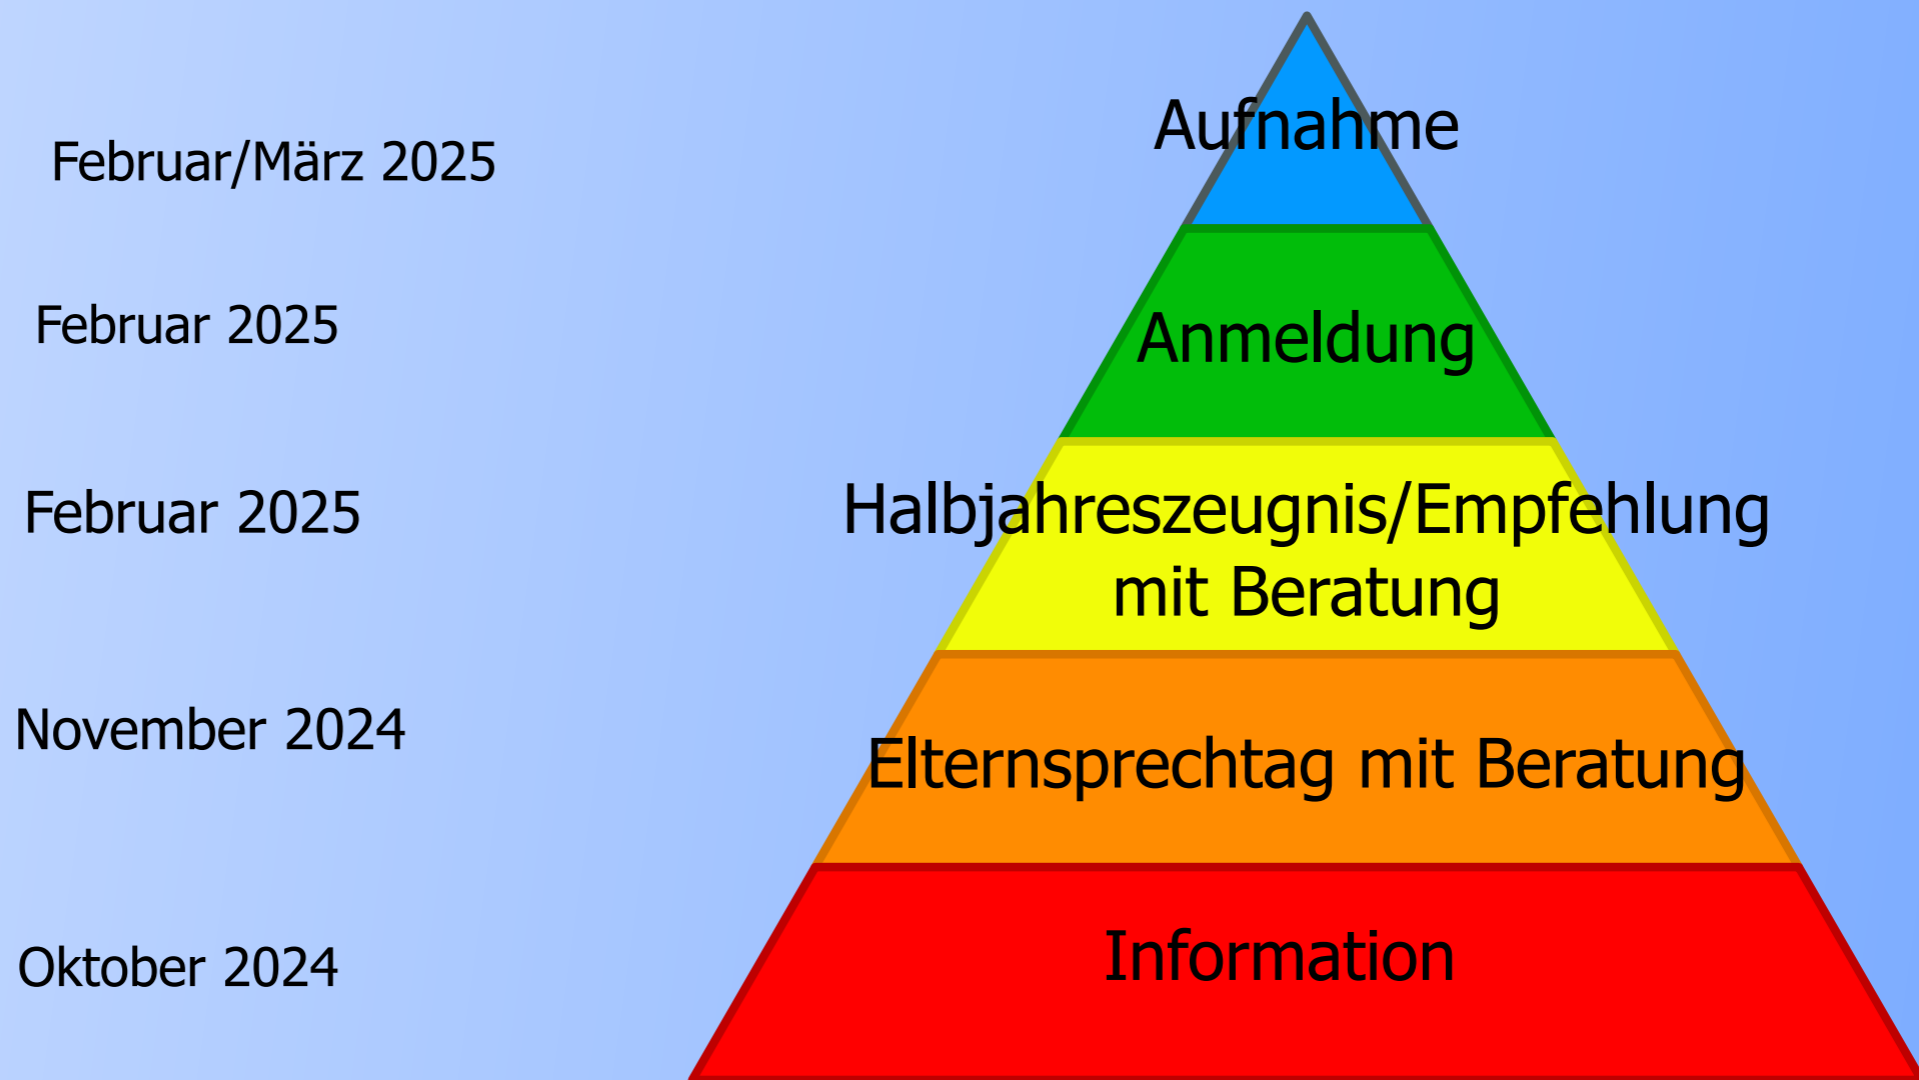 Februar/März 2025
Aufnahme
Februar 2025
Anmeldung
Februar 2025
Halbjahreszeugnis/Empfehlung
mit Beratung
November 2024
Elternsprechtag mit Beratung
Oktober 2024
Information